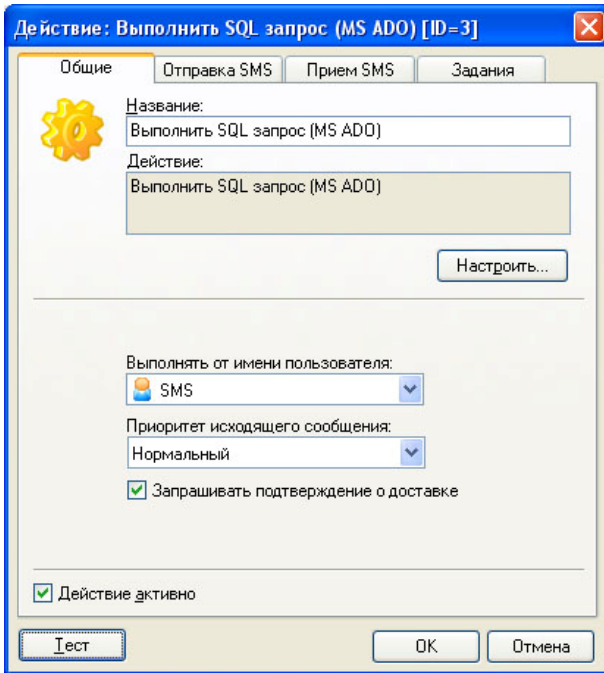 Действие: Выполнить SQL запрос (MS ADO) [ID=3]
Общие Отправка SMS Прием SMS Задания
Название:
Выполнить SQL запрос (MS ADO)
Действие:
Выполнить SQL запрос (MS ADO)
Настроить...
Выполнять от имени пользователя:
SMS
Приоритет исходящего сообщения:
Нормальный
Запрашивать подтверждение о доставке
Действие активно
Тест OK Отмена